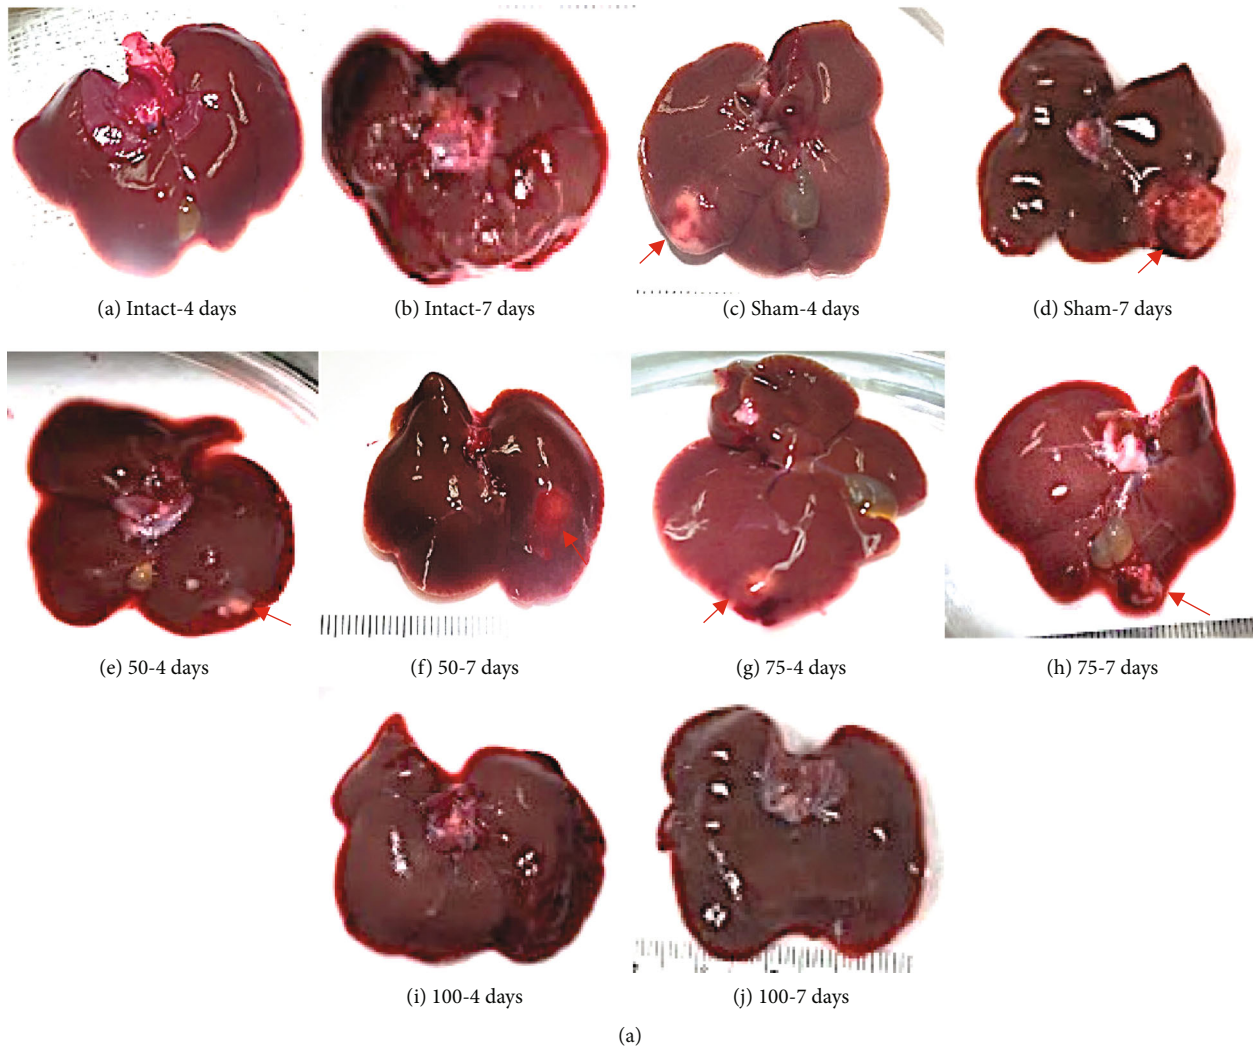 (a) Intact-4 days
(b) Intact-7 days
(c) Sham-4 days
(d) Sham-7 days
(e) 50-4 days
(f) 50-7 days
(g) 75-4 days
(h) 75-7 days
(i) 100-4 days
(j) 100-7 days
(a)